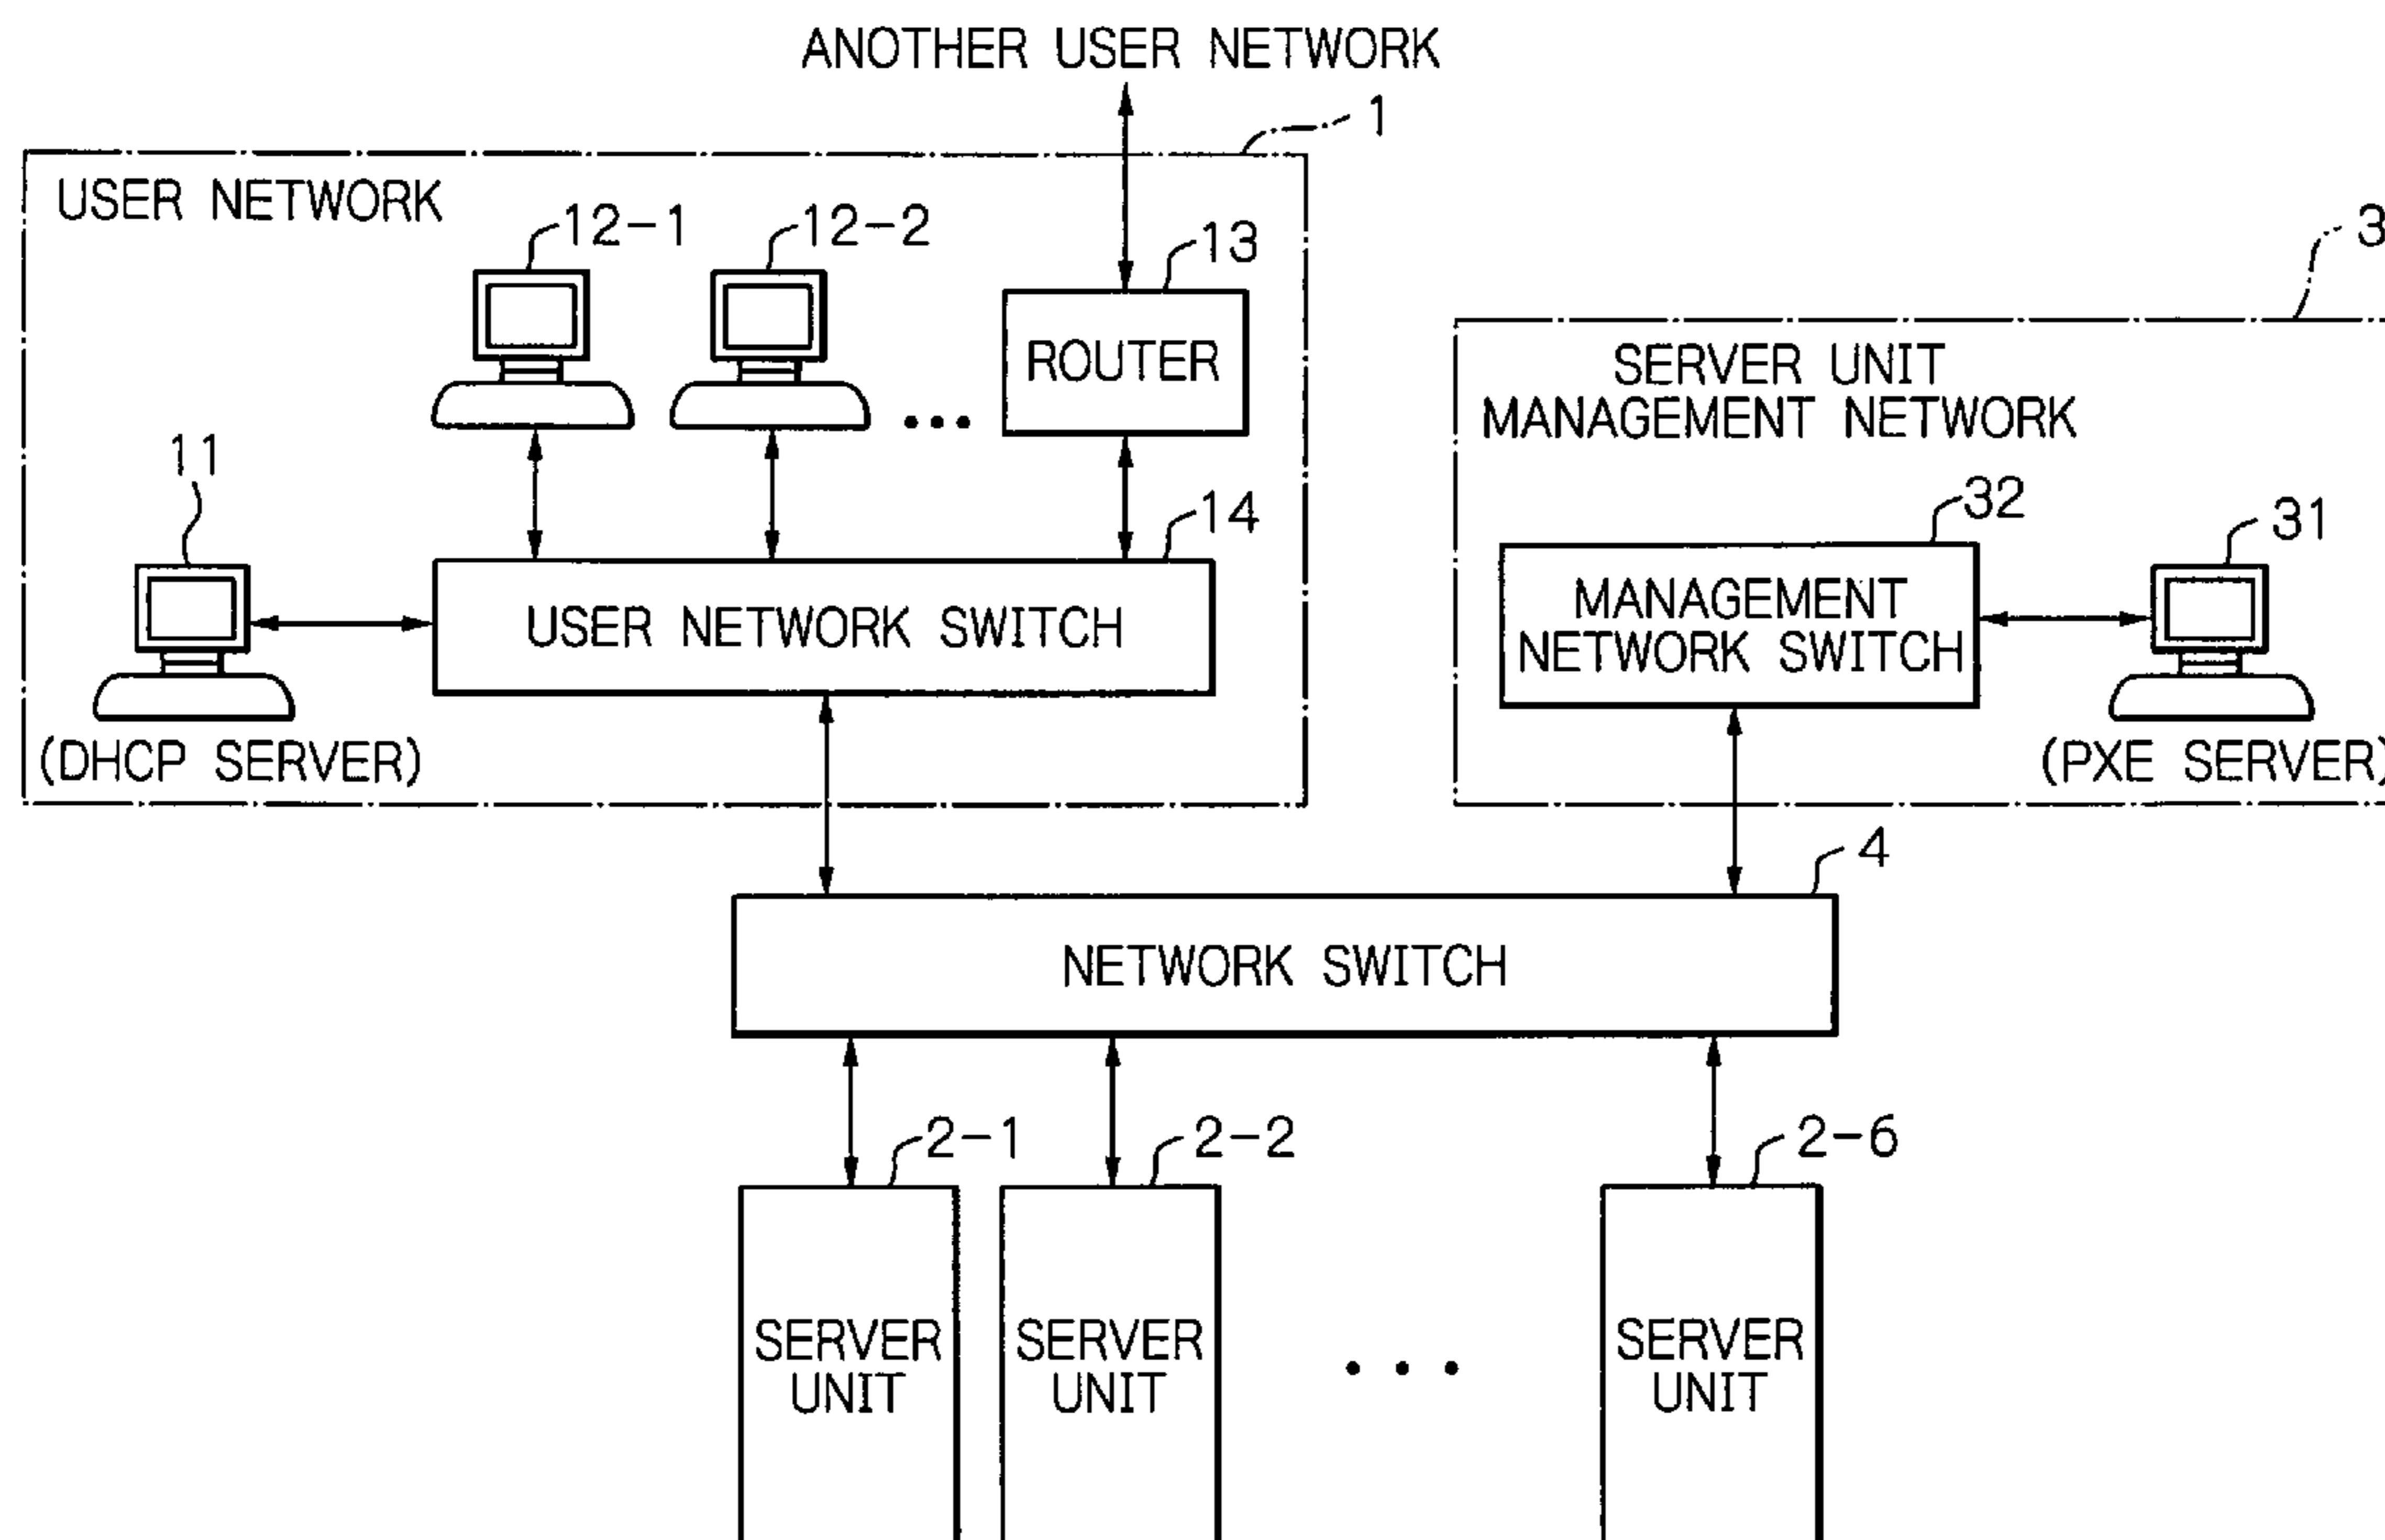 ANOTHER USER NETWORK
1
USER NETWORK
12-1
12-2
13
3
ROUTER
SERVER UNIT
MANAGEMENT NETWORK
11
14
32
31
USER NETWORK SWITCH
MANAGEMENT
NETWORK SWITCH
(DHCP SERVER)
(PXE SERVER)
4
NETWORK SWITCH
2-1
2-2
2-6
SERVER
UNIT
SERVER
UNIT
SERVER
UNIT